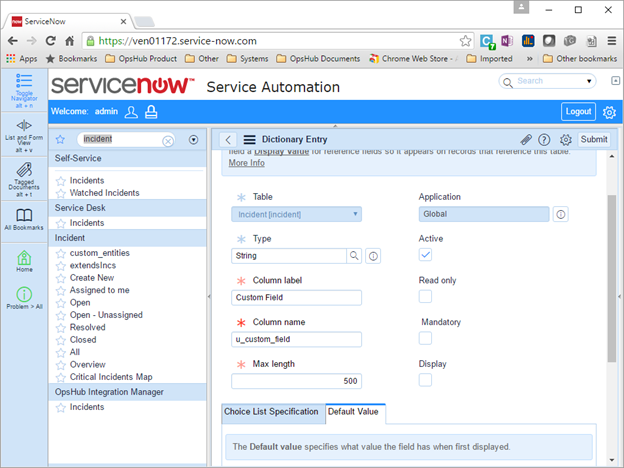 ServiceNow
https://ven01172.service-now.com
Apps Bookmarks OpsHub Product Other Systems OpsHub Documents Chrome Web Store - A Imported » Other bookmarks
Toggle
Navigator
alt + n
List and Form
View
alt + v
Tagged
Documents
alt + t
All Bookmarks
Home
Problem > All
servicenow™ Service Automation
Search
Welcome: admin
Logout
incident
Self-Service
Incidents
Watched Incidents
Service Desk
Incidents
Incident
custom_entities
extendsIncs
Create New
Assigned to me
Open
Open - Unassigned
Resolved
Closed
All
Overview
Critical Incidents Map
OpsHub Integration Manager
Incidents
Dictionary Entry
Submit
field a Display Value for reference fields so it appears on records that reference this table.
More Info
Table
Incident [incident]
Application
Global
Type
String
Active
Column label
Custom Field
Read only
Column name
u_custom_field
Mandatory
Max length
500
Display
Choice List Specification
Default Value
The Default value specifies what value the field has when first displayed.